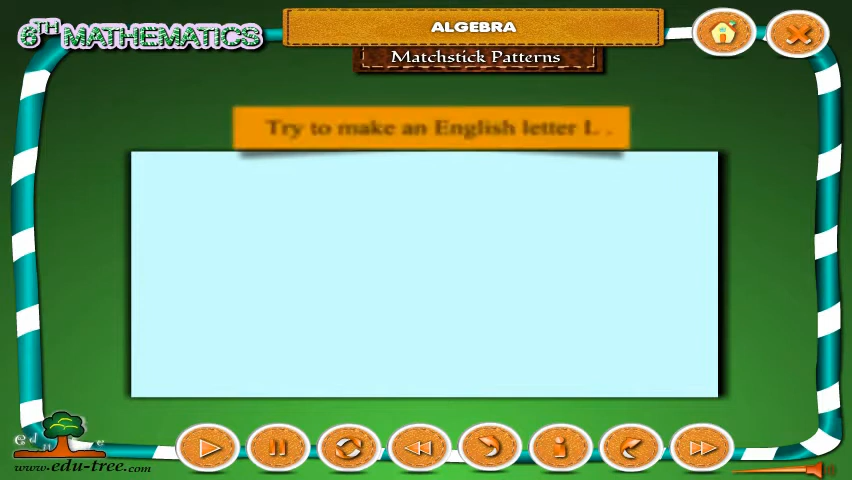 6TH MATHEMATICS
ALGEBRA
Matchstick Patterns
Try to make an English letter L .
www.edu-tree.com